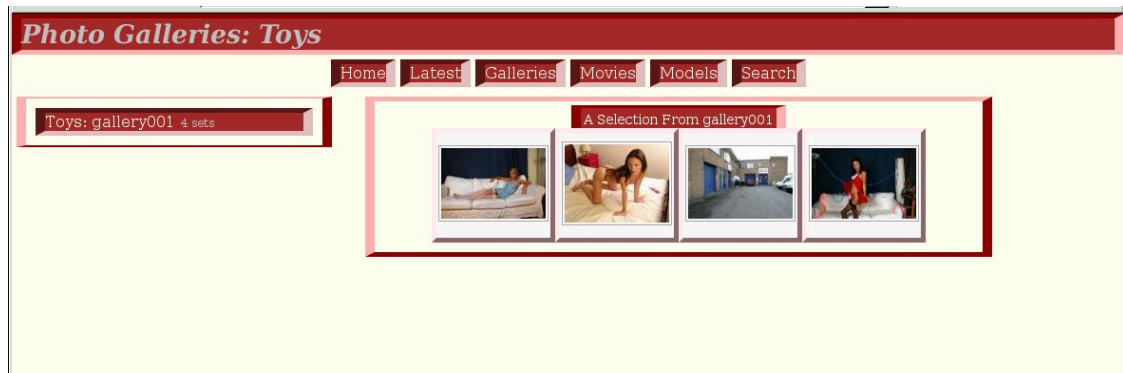 Photo Galleries: Toys
Home Latest Galleries Movies Models Search
Toys: gallery001 4 sets
A Selection From gallery001